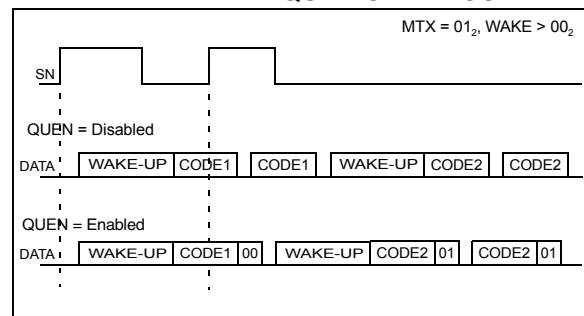 MTX = 01₂, WAKE > 00₂
SN
QUEN = Disabled
DATA WAKE-UP CODE1 CODE1 WAKE-UP CODE2 CODE2
QUEN = Enabled
DATA WAKE-UP CODE1 00 WAKE-UP CODE2 01 CODE2 01